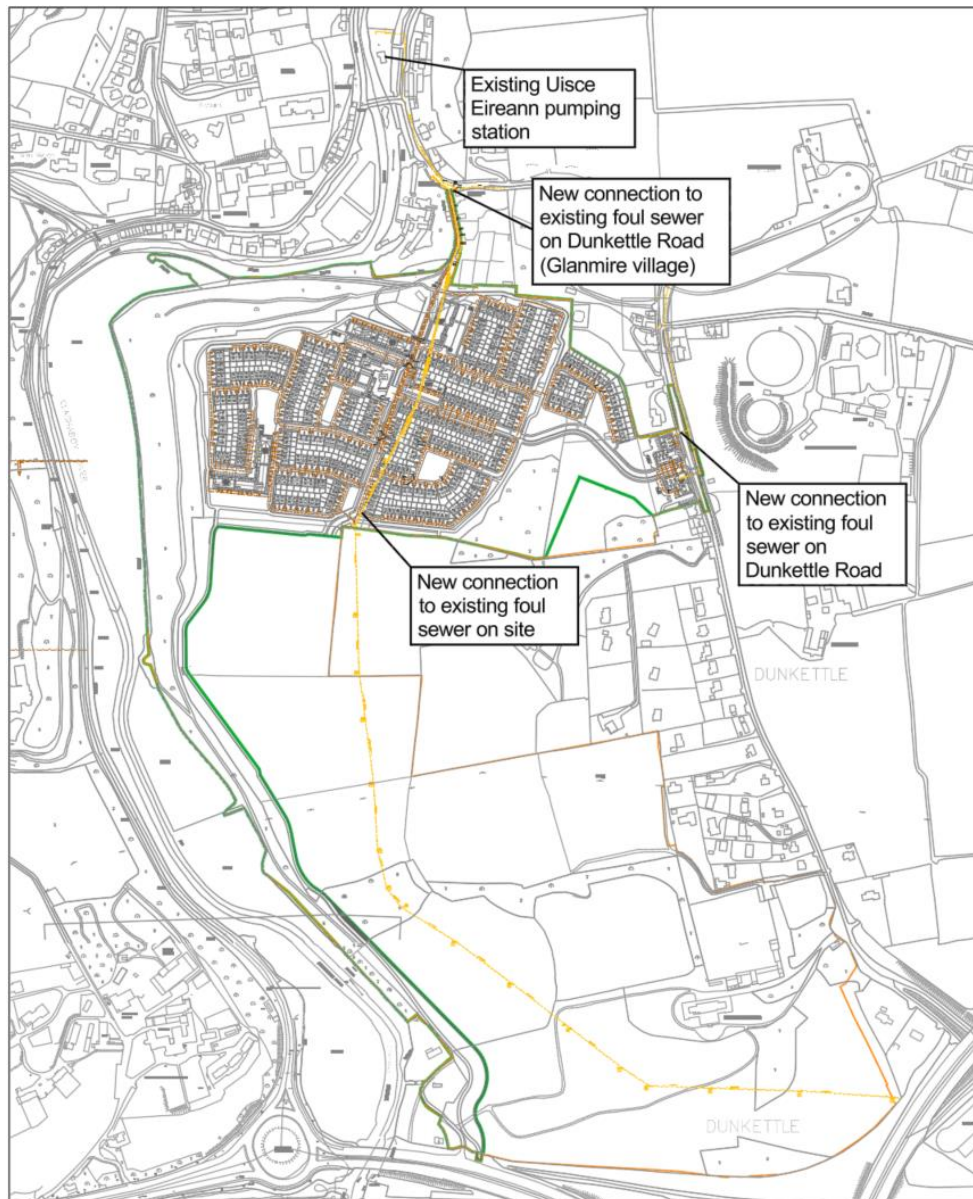 Existing Uisce
Eireann pumping
station
New connection to
existing foul sewer
on Dunkettle Road
(Glanmire village)
New connection
to existing foul
sewer on
Dunkettle Road
New connection
to existing foul
sewer on site
DUNKETTLE
DUNKETTLE